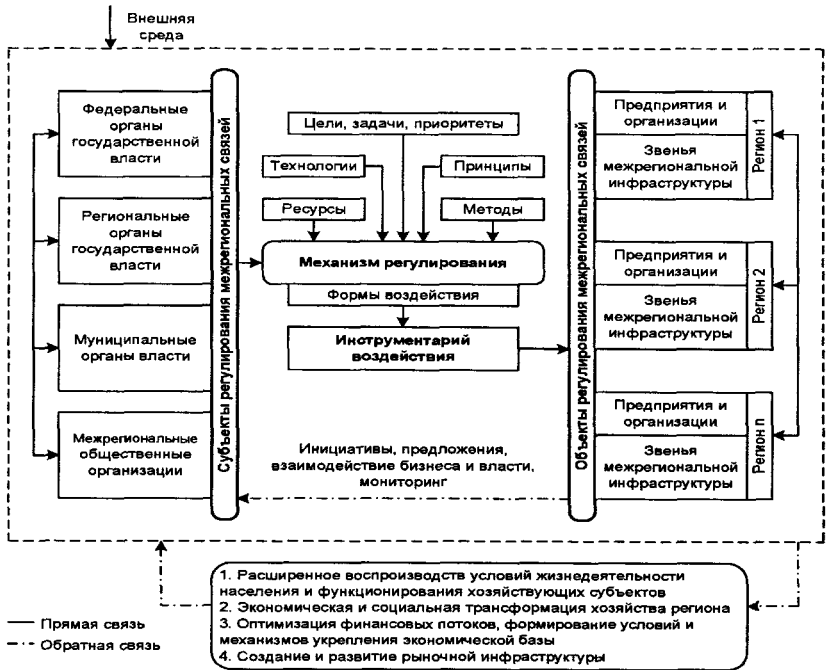 Внешняя
среда
Федеральные
органы
государственной
власти
Региональные
органы
государственной
власти
Муниципальные
органы власти
Межрегиональные
общественные
организации
Субъекты регулирования межрегиональных связей
Цели, задачи, приоритеты
Технологии
Принципы
Ресурсы
Методы
Механизм регулирования
Формы воздействия
Инструментарий
воздействия
Инициативы, предложения,
взаимодействие бизнеса и власти,
мониторинг
Объекты регулирования межрегиональных связей
Предприятия и
организации
Звенья
межрегиональной
инфраструктуры
Регион 1
Предприятия и
организации
Звенья
межрегиональной
инфраструктуры
Регион 2
Предприятия и
организации
Звенья
межрегиональной
инфраструктуры
Регион n
1. Расширенное воспроизводств условий жизнедеятельности
населения и функционирования хозяйствующих субъектов
2. Экономическая и социальная трансформация хозяйства региона
3. Оптимизация финансовых потоков, формирование условий и
механизмов укрепления экономической базы
4. Создание и развитие рыночной инфраструктуры
Прямая связь
Обратная связь